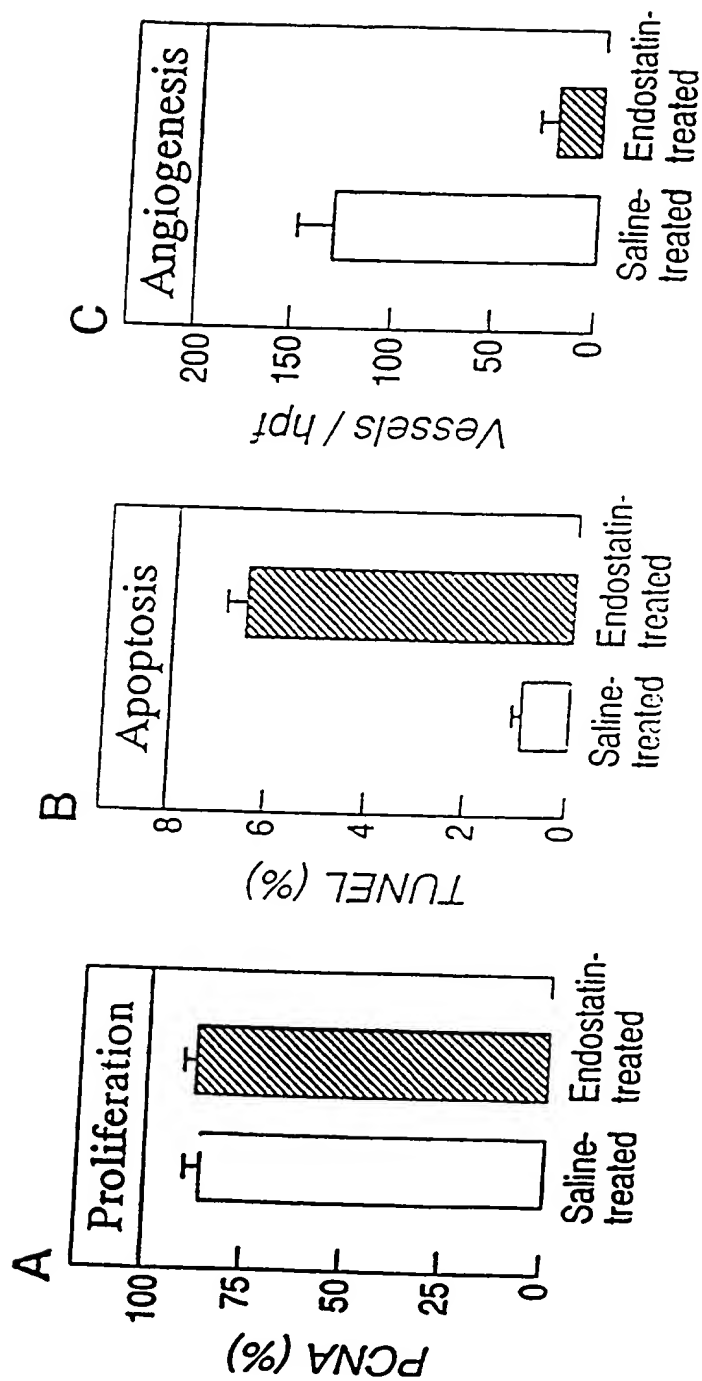 A
Proliferation
PCNA (%)
100
75
50
25
0
Saline-
treated
Endostatin-
treated
B
Apoptosis
TUNEL (%)
8
6
4
2
0
Saline-
treated
Endostatin-
treated
C
Angiogenesis
Vessels / hpf
200
150
100
50
0
Saline-
treated
Endostatin-
treated